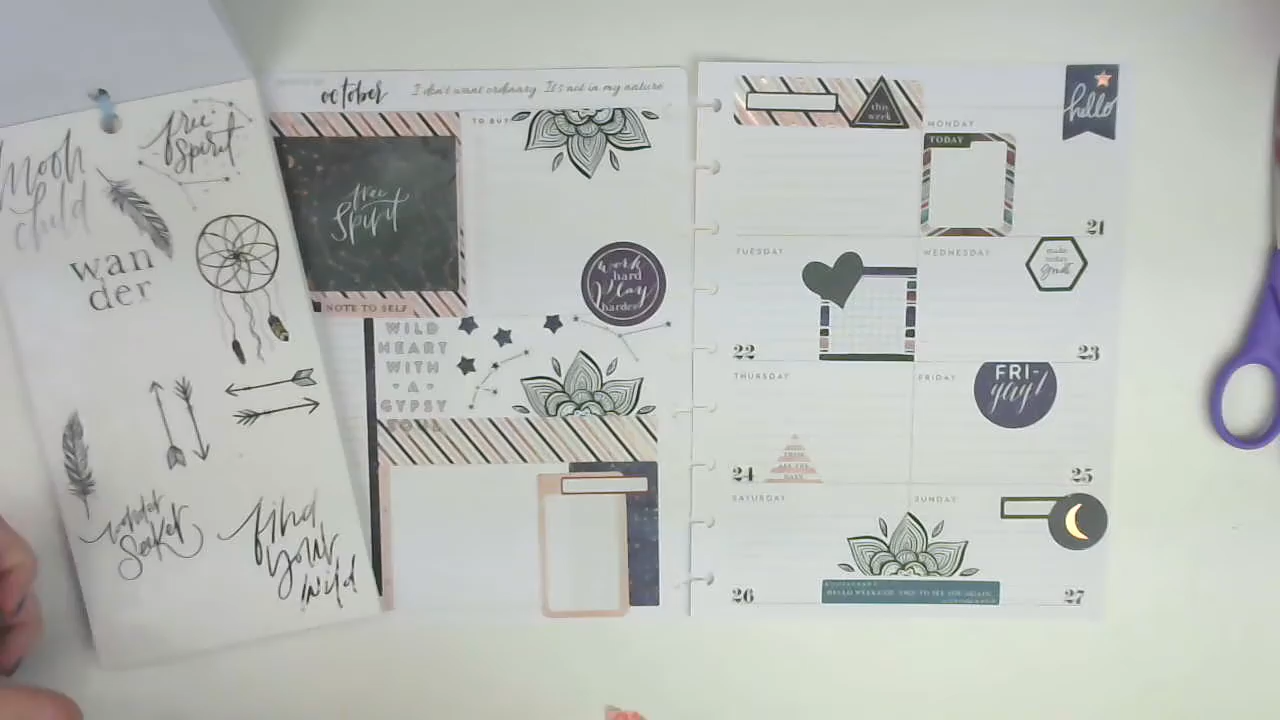 moon
child
free
Spirit
wan
der
Seeker
find
your
wild
october
I don't want ordinary. It's not in my nature
TO BUY
free
Spirit
NOTE TO SELF
work
hard
Play
harder
WILD
HEART
WITH
A
GYPSY
SOUL
this
week
MONDAY
hello
TODAY
21
TUESDAY
WEDNESDAY
make
today
great
22
23
THURSDAY
FRIDAY
FRI-
yay!
24
25
SATURDAY
SUNDAY
26
27